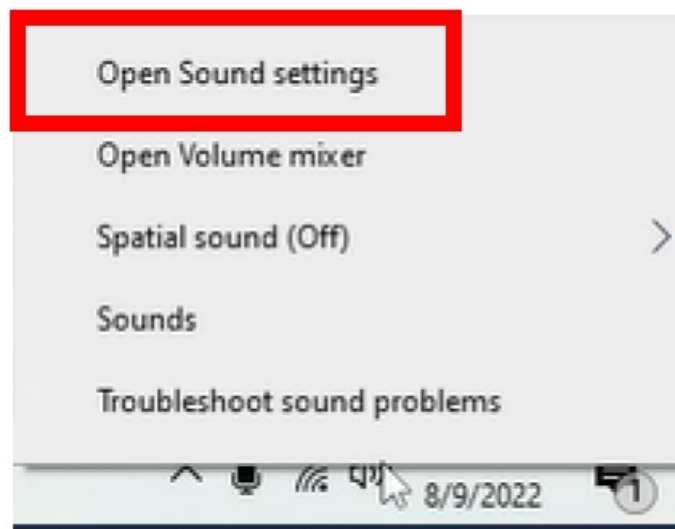 Open Sound settings
Open Volume mixer
Spatial sound (Off)
Sounds
Troubleshoot sound problems
8/9/2022
1